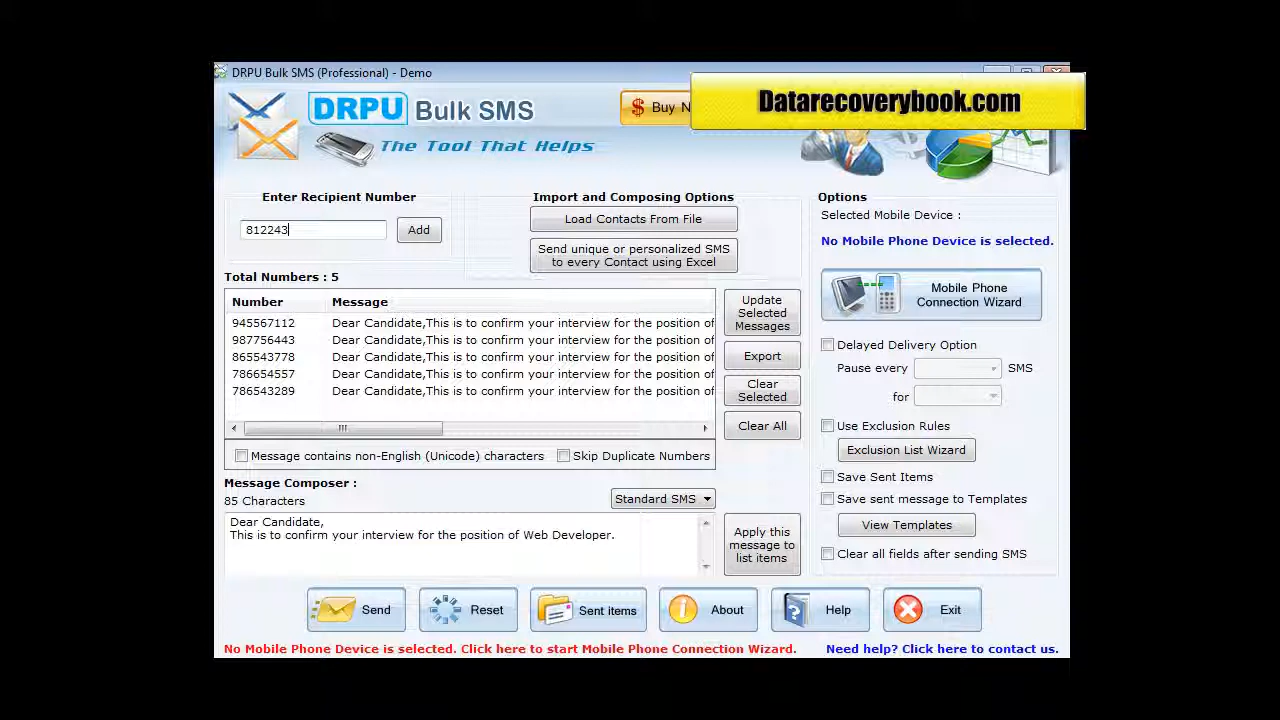 DRPU Bulk SMS (Professional) - Demo
DRPU Bulk SMS
The Tool That Helps
$ Buy N
Datarecoverybook.com
Enter Recipient Number
812243
Add
Import and Composing Options
Load Contacts From File
Send unique or personalized SMS
to every Contact using Excel
Options
Selected Mobile Device :
No Mobile Phone Device is selected.
Mobile Phone
Connection Wizard
Total Numbers : 5
Number Message
945567112 Dear Candidate,This is to confirm your interview for the position of
987756443 Dear Candidate,This is to confirm your interview for the position of
865543778 Dear Candidate,This is to confirm your interview for the position of
786654557 Dear Candidate,This is to confirm your interview for the position of
786543289 Dear Candidate,This is to confirm your interview for the position of
Update
Selected
Messages
Export
Clear
Selected
Clear All
Message contains non-English (Unicode) characters Skip Duplicate Numbers
Delayed Delivery Option
Pause every SMS
for
Use Exclusion Rules
Exclusion List Wizard
Save Sent Items
Save sent message to Templates
View Templates
Clear all fields after sending SMS
Message Composer :
85 Characters
Standard SMS
Dear Candidate,
This is to confirm your interview for the position of Web Developer.
Apply this
message to
list items
Send Reset Sent items About Help Exit
No Mobile Phone Device is selected. Click here to start Mobile Phone Connection Wizard. Need help? Click here to contact us.